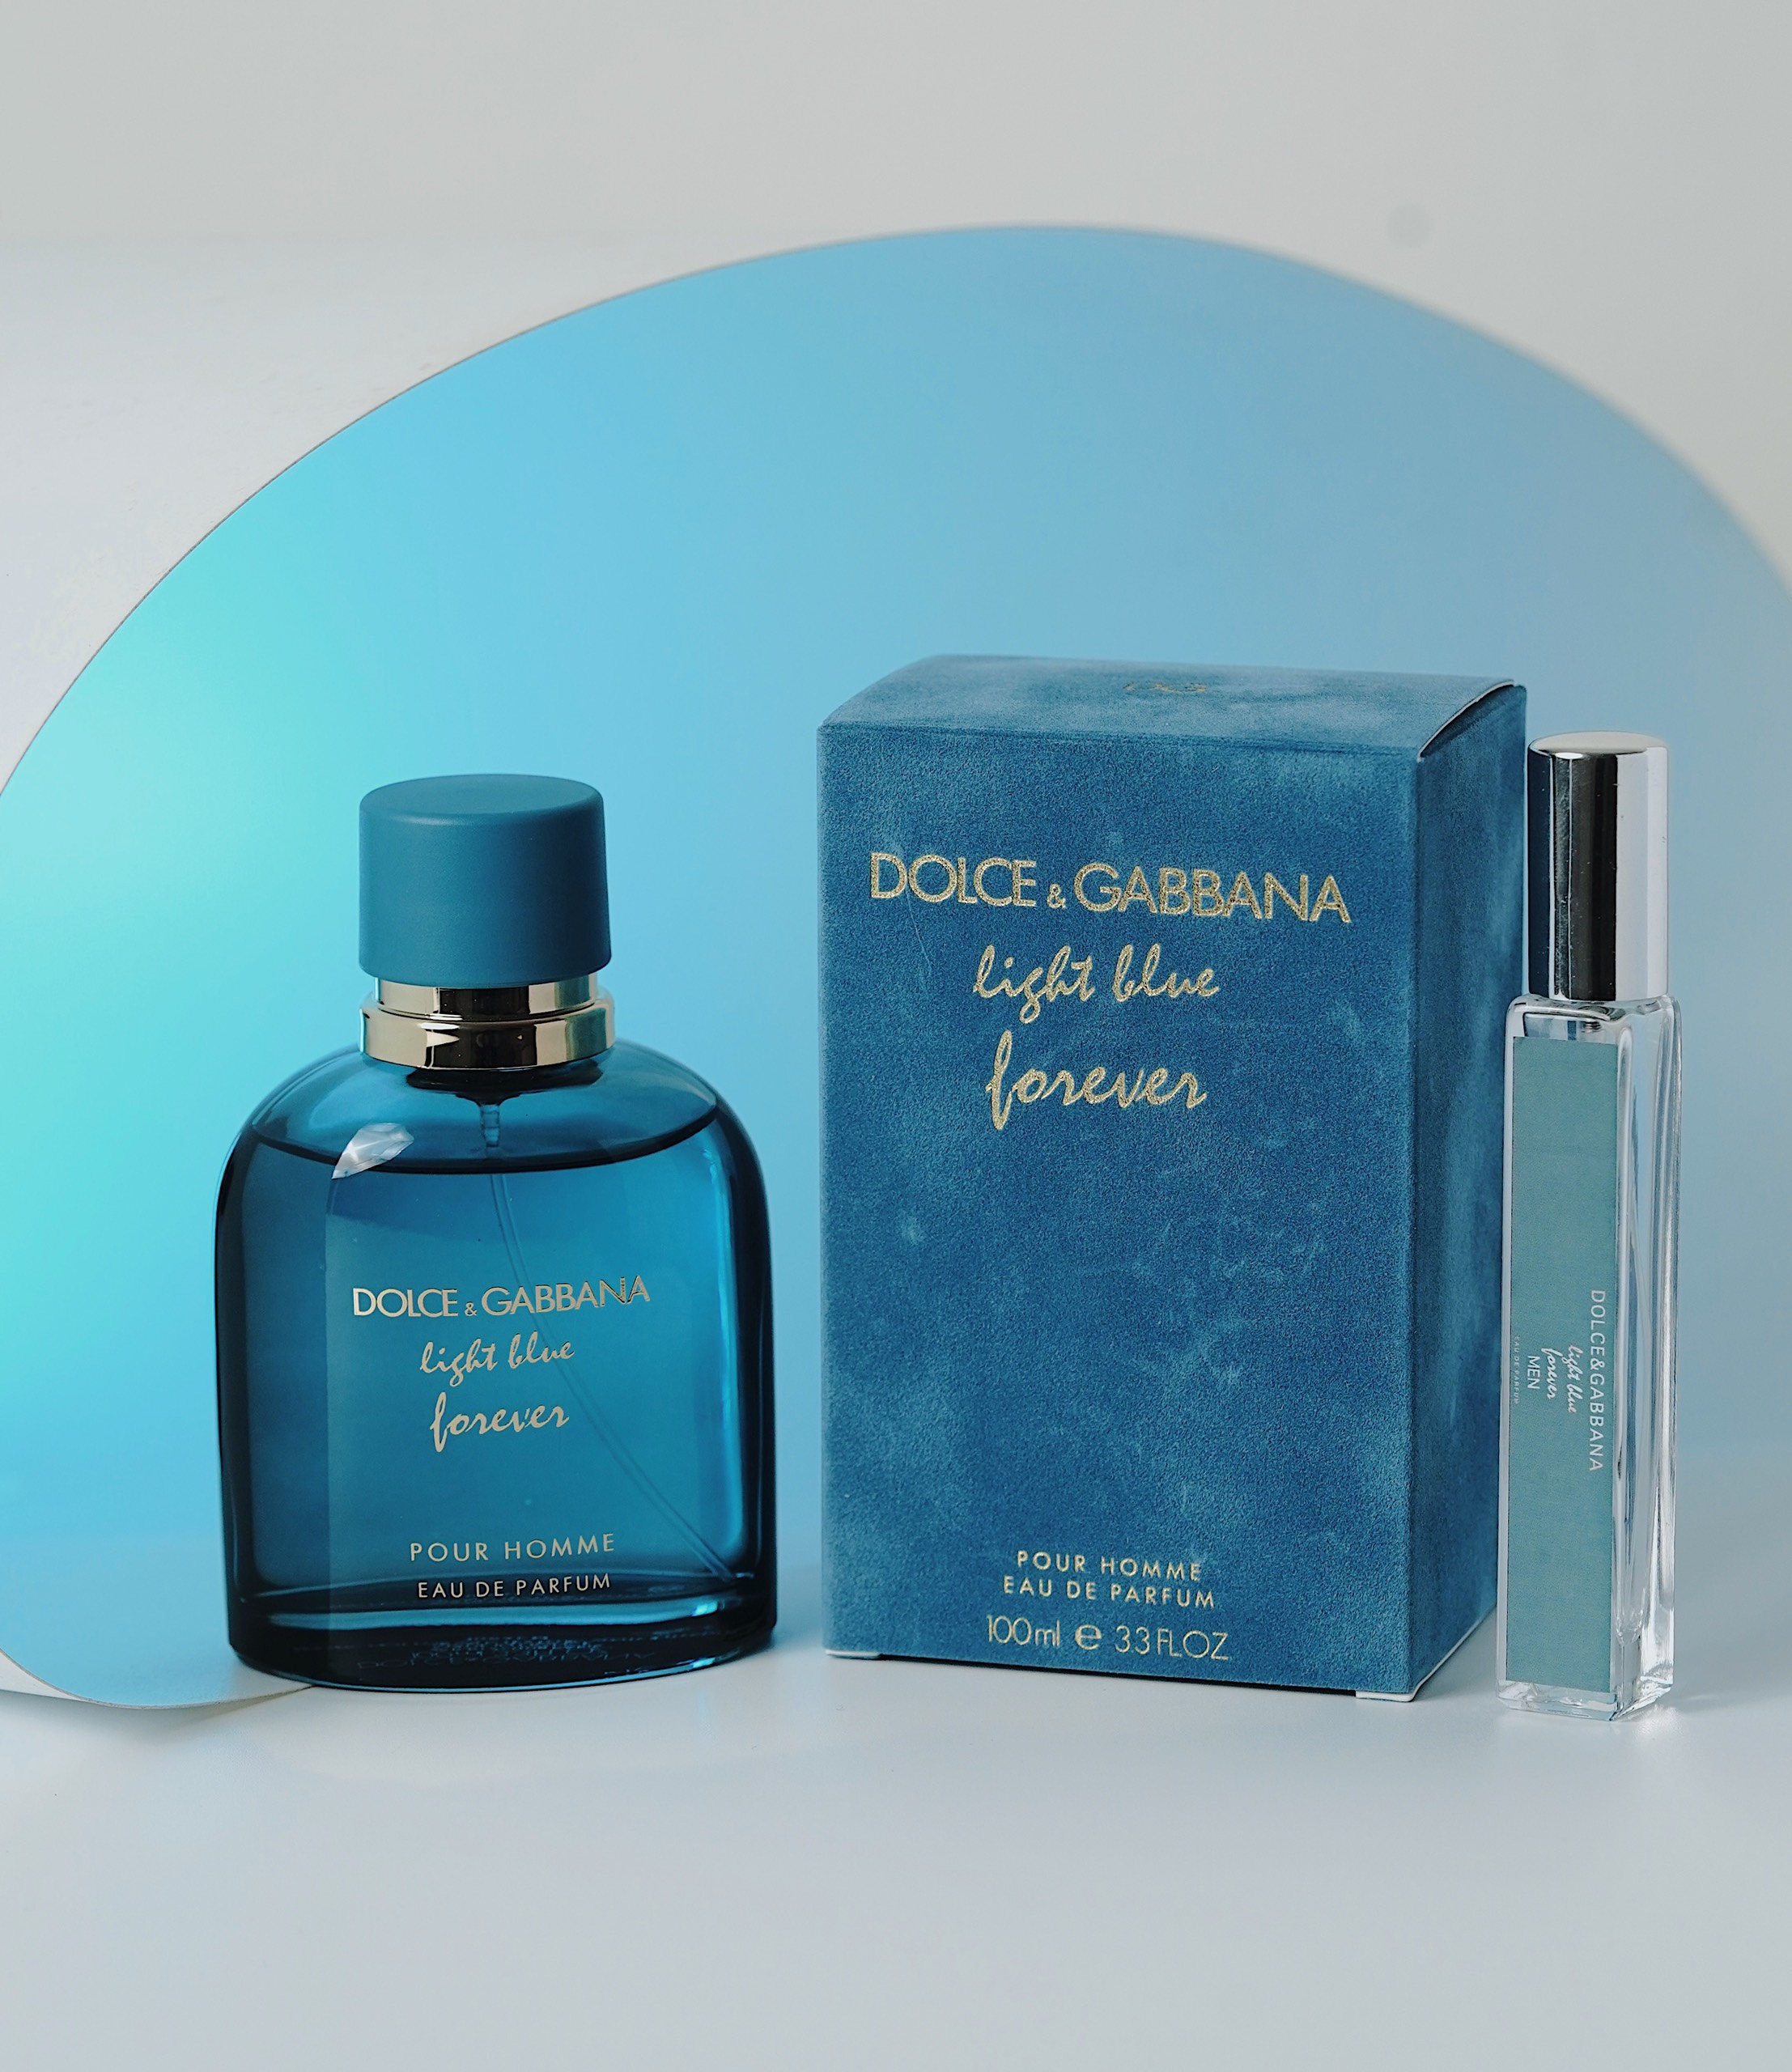 DOLCE & GABBANA
light blue
forever
POUR HOMME
EAU DE PARFUM
DOLCE & GABBANA
light blue
forever
POUR HOMME
EAU DE PARFUM
100ml e 3.3 FL.OZ
DOLCE&GABBANA
light blue
forever
MEN
EAU DE PARFUM